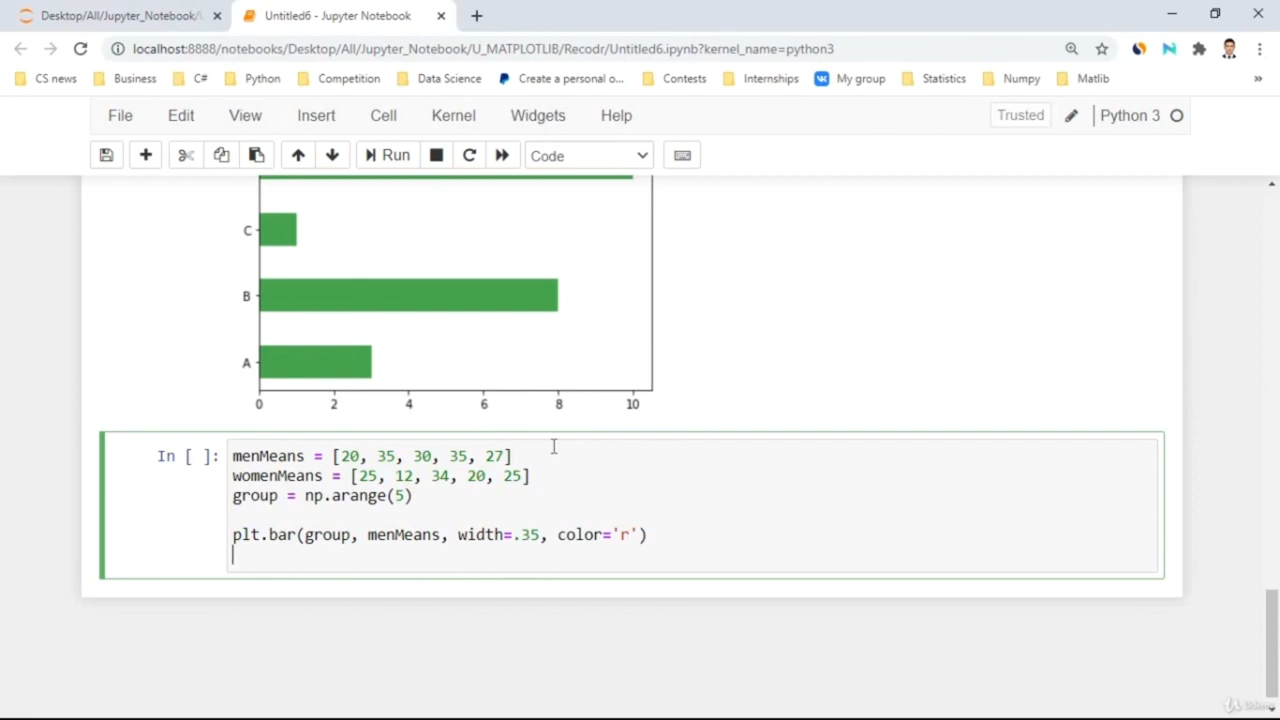 Desktop/All/Jupyter_Notebook/
Untitled6 - Jupyter Notebook
localhost:8888/notebooks/Desktop/All/Jupyter_Notebook/U_MATPLOTLIB/Recodr/Untitled6.ipynb?kernel_name=python3
CS news Business C# Python Competition Data Science Create a personal o... Contests Internships My group Statistics Numpy Matlib »
File Edit View Insert Cell Kernel Widgets Help Trusted Python 3
Run Code
C
B
A
0 2 4 6 8 10
In [ ]:
menMeans = [20, 35, 30, 35, 27]
womenMeans = [25, 12, 34, 20, 25]
group = np.arange(5)
plt.bar(group, menMeans, width=.35, color='r')